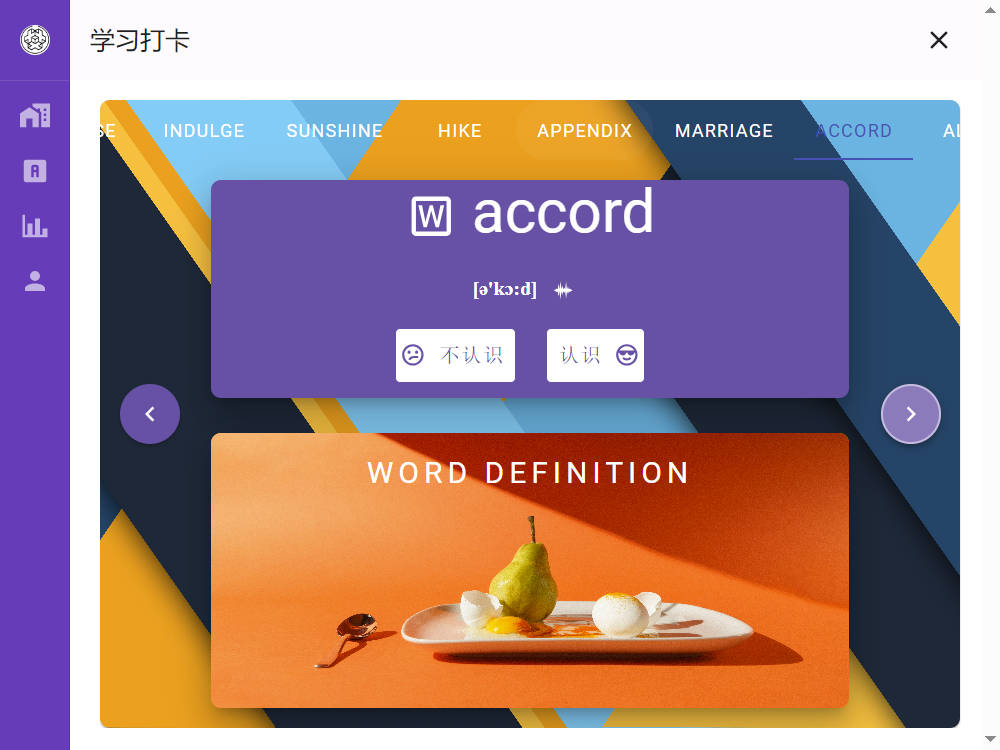 学习打卡
SE INDULGE SUNSHINE HIKE APPENDIX MARRIAGE ACCORD AL
W accord
[ə'kɔ:d]
不认识 认识
WORD DEFINITION